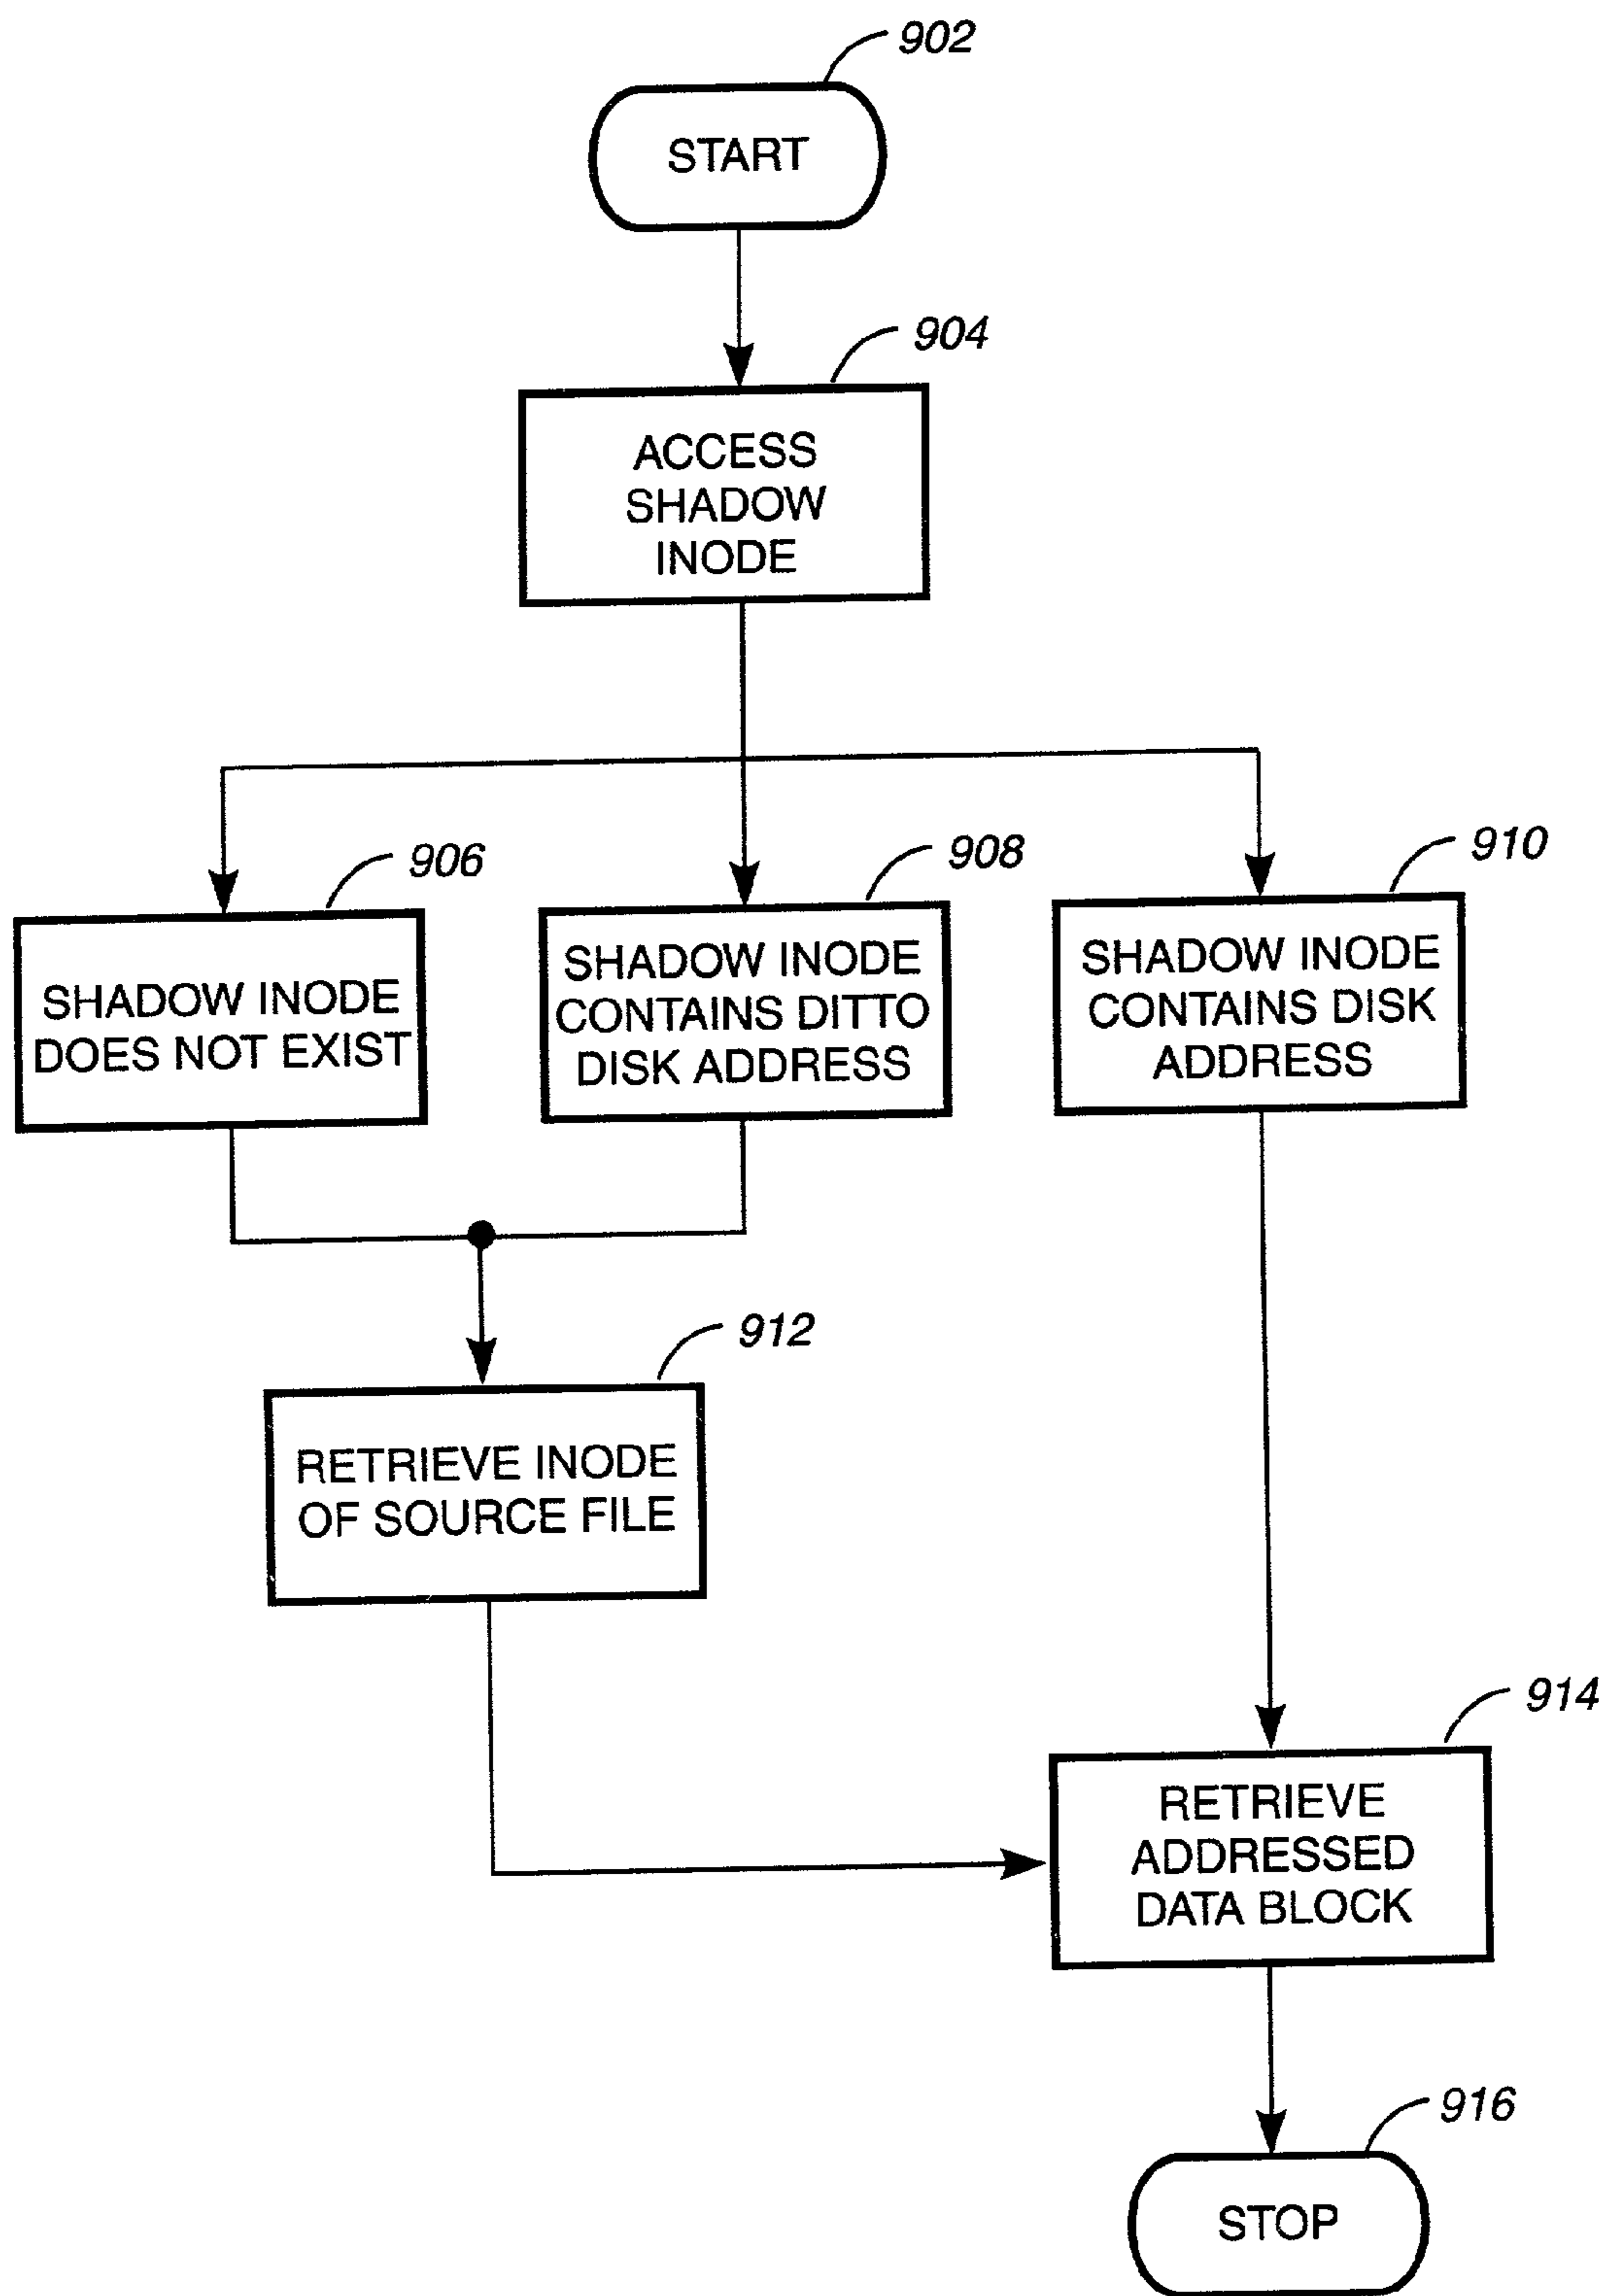 902
START
904
ACCESS
SHADOW
INODE
906
SHADOW INODE
DOES NOT EXIST
908
SHADOW INODE
CONTAINS DITTO
DISK ADDRESS
910
SHADOW INODE
CONTAINS DISK
ADDRESS
912
RETRIEVE INODE
OF SOURCE FILE
914
RETRIEVE
ADDRESSED
DATA BLOCK
916
STOP